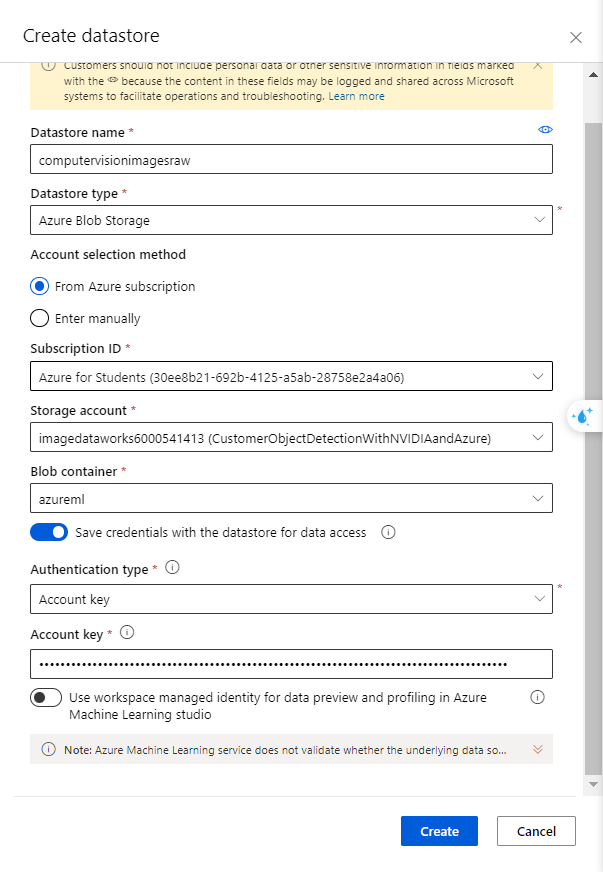 Create datastore
Customers should not include personal data or other sensitive information in fields marked
with the because the content in these fields may be logged and shared across Microsoft
systems to facilitate operations and troubleshooting. Learn more
Datastore name *
computervisionimagesraw
Datastore type *
Azure Blob Storage
*
Account selection method
From Azure subscription
Enter manually
Subscription ID *
Azure for Students (30ee8b21-692b-4125-a5ab-28758e2a4a06)
Storage account *
imagedataworks6000541413 (CustomerObjectDetectionWithNVIDIAandAzure)
Blob container *
azureml
Save credentials with the datastore for data access
Authentication type *
Account key
*
Account key *
••••••••••••••••••••••••••••••••••••••••••••••••••••••••••••••••••••••••••••••••••••••••
Use workspace managed identity for data preview and profiling in Azure
Machine Learning studio
Note: Azure Machine Learning service does not validate whether the underlying data so...
Create
Cancel